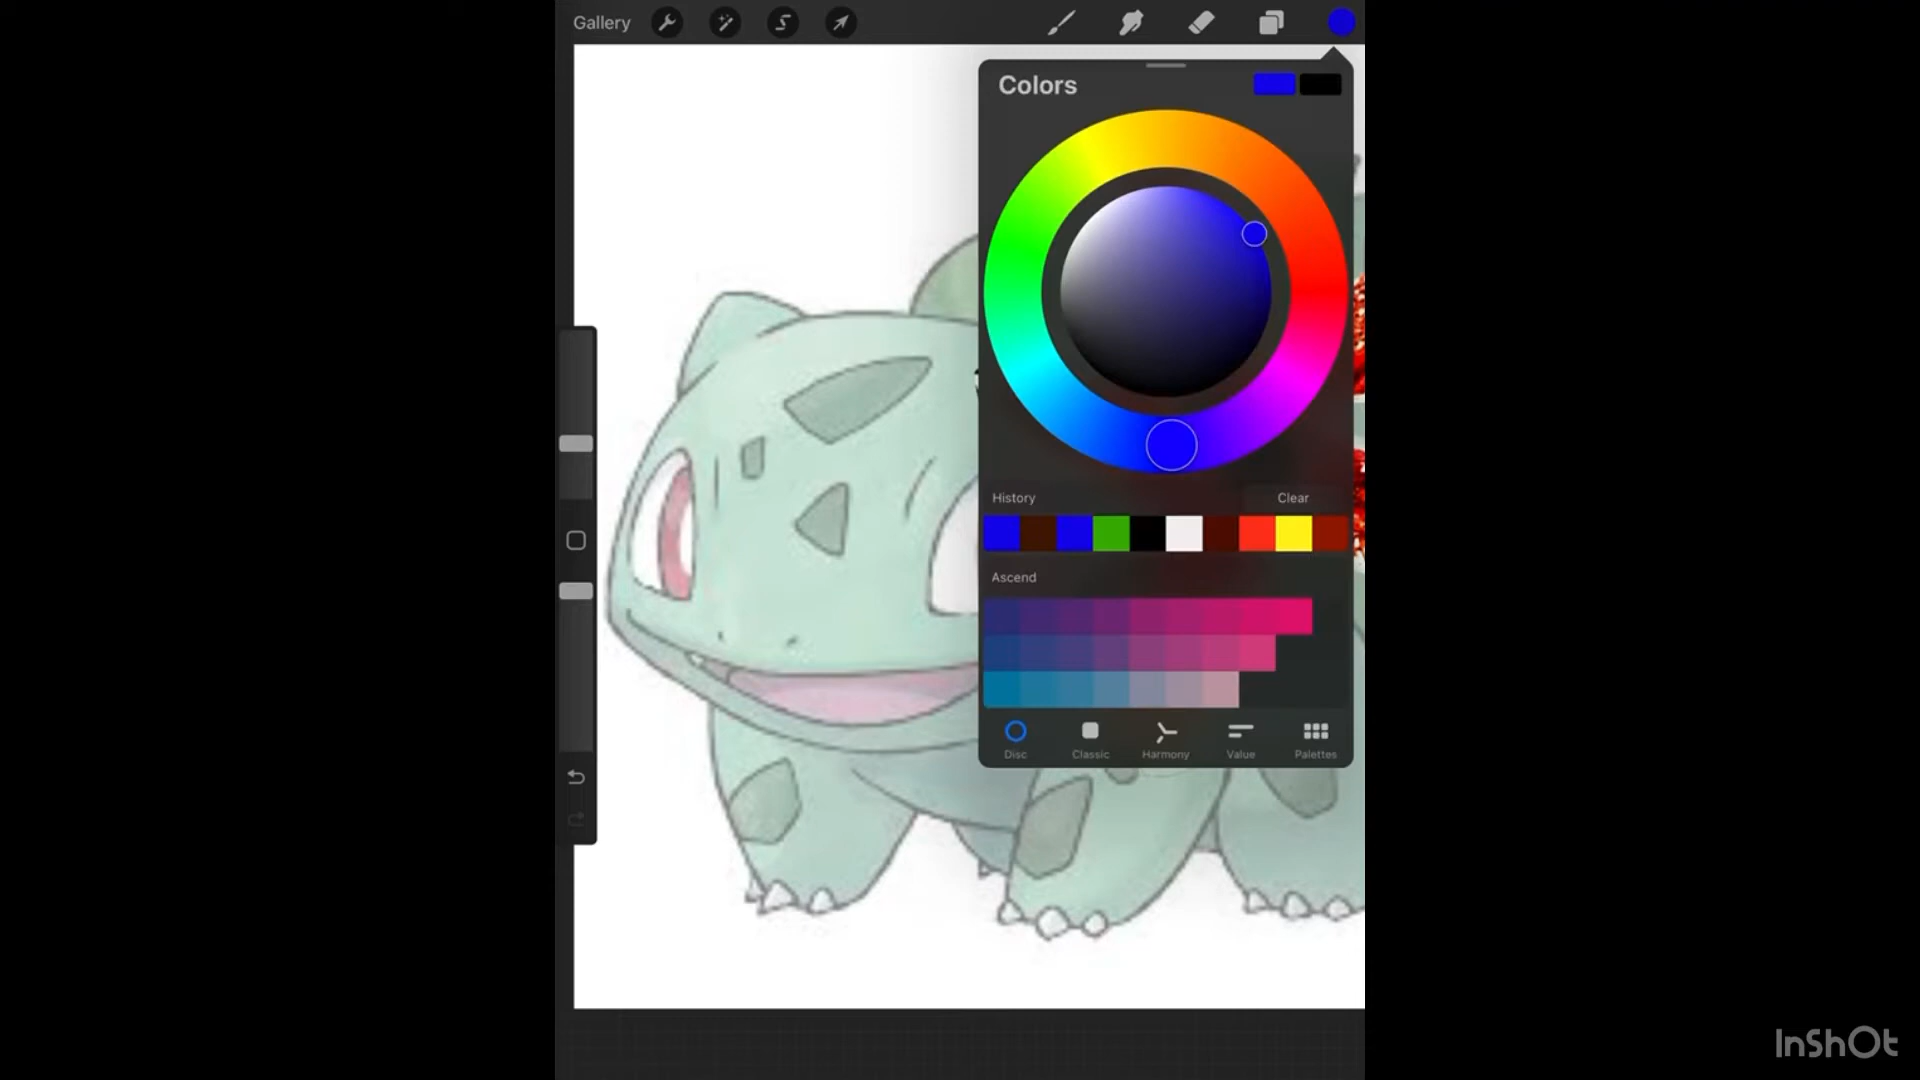 Gallery
Colors
History
Clear
Ascend
Disc
Classic
Harmony
Value
Palettes
InShOt